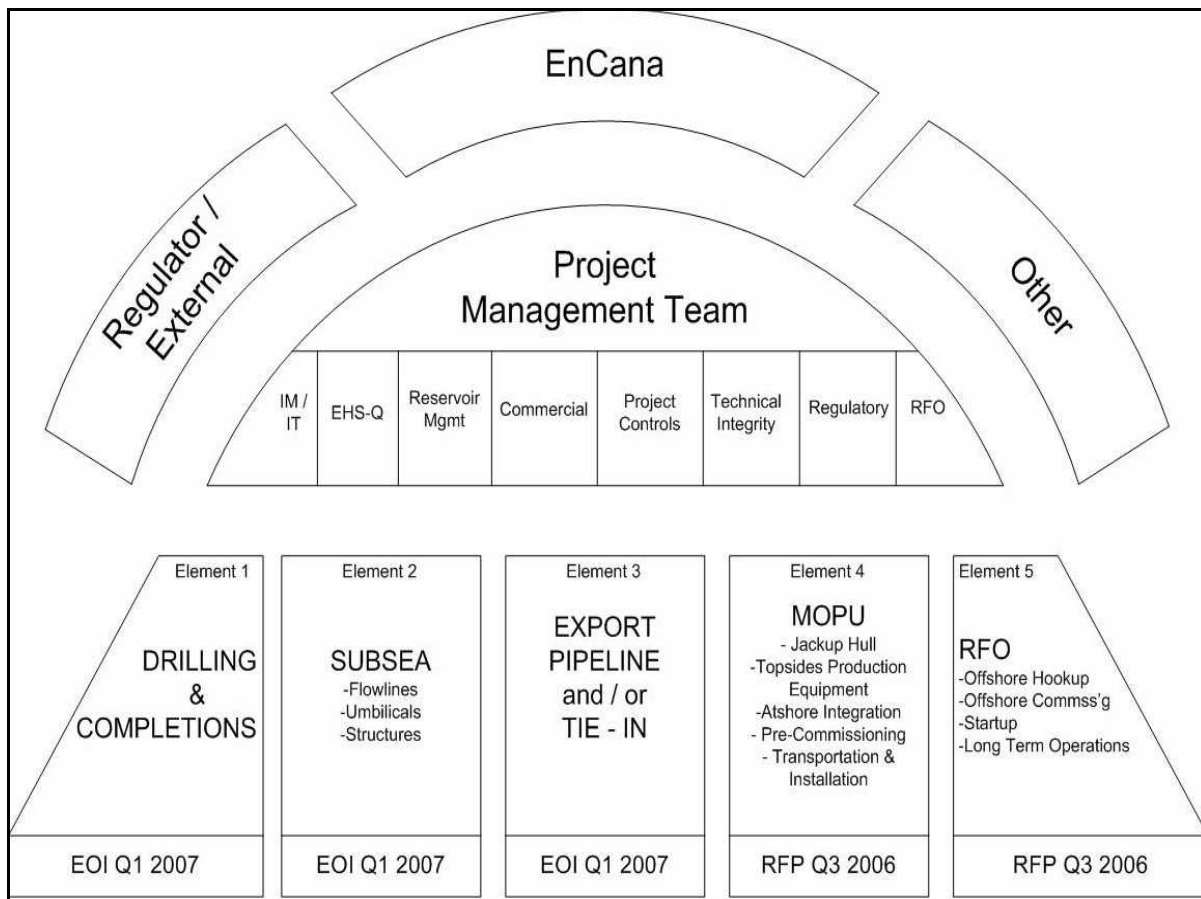 EnCana
Regulator /
External
Other
Project
Management Team
IM /
IT
EHS-Q
Reservoir
Mgmt
Commercial
Project
Controls
Technical
Integrity
Regulatory
RFO
Element 1
DRILLING
&
COMPLETIONS
EOI Q1 2007
Element 2
SUBSEA
-Flowlines
-Umbilicals
-Structures
EOI Q1 2007
Element 3
EXPORT
PIPELINE
and / or
TIE - IN
EOI Q1 2007
Element 4
MOPU
- Jackup Hull
-Topsides Production
Equipment
-Atshore Integration
- Pre-Commissioning
- Transportation &
Installation
RFP Q3 2006
Element 5
RFO
-Offshore Hookup
-Offshore Commss'g
-Startup
-Long Term Operations
RFP Q3 2006